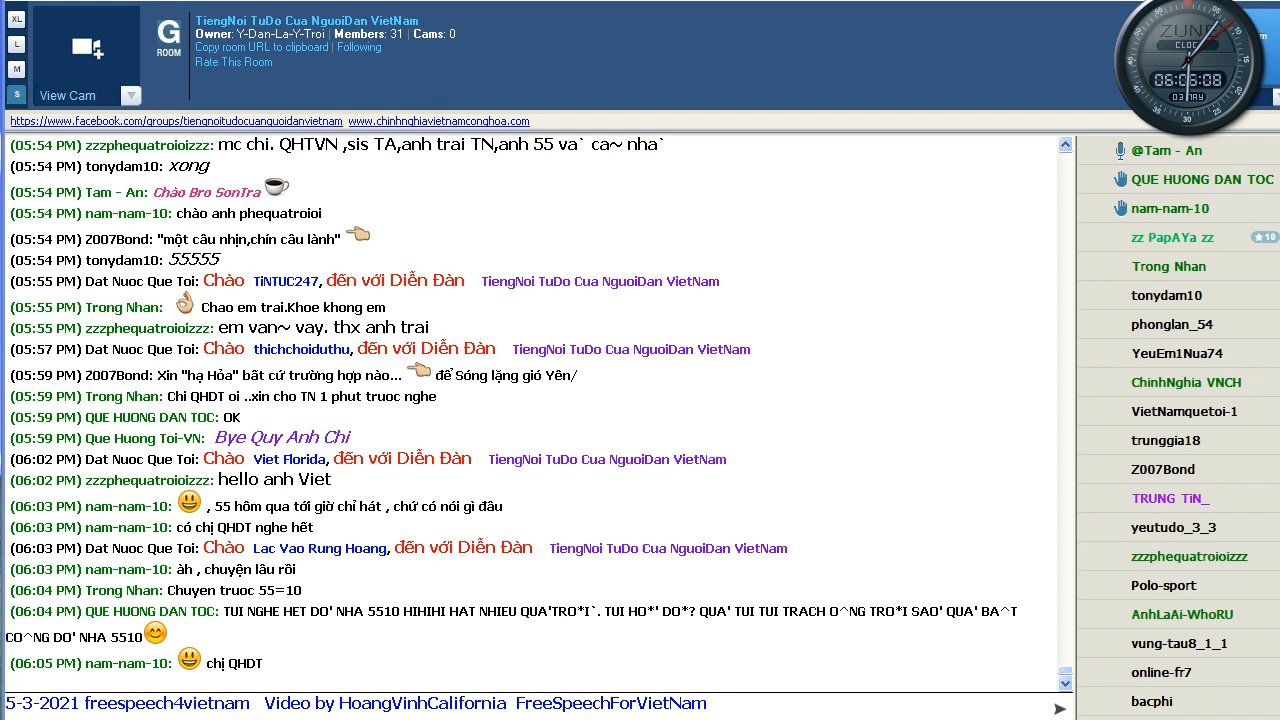 XL
L
M
S
View Cam
G
ROOM
TiengNoi TuDo Cua NguoiDan VietNam
Owner: Y-Dan-La-Y-Troi | Members: 31 | Cams: 0
Copy room URL to clipboard | Following
Rate This Room
ZUNE
CLOCK
06:05:08
03 MAY
https://www.facebook.com/groups/tiengnoitudocuanguoidanvietnam www.chinhnghiavietnamconghoa.com
(05:54 PM) zzzphequatroioizzz: mc chi. QHTVN ,sis TA,anh trai TN,anh 55 va` ca~ nha`
(05:54 PM) tonydam10: xong
(05:54 PM) Tam - An: Chào Bro SonTra
(05:54 PM) nam-nam-10: chào anh phequatroioi
(05:54 PM) Z007Bond: "một câu nhịn,chín câu lành"
(05:54 PM) tonydam10: 55555
(05:55 PM) Dat Nuoc Que Toi: Chào TiNTUC247, đến với Diễn Đàn TiengNoi TuDo Cua NguoiDan VietNam
(05:55 PM) Trong Nhan: Chao em trai.Khoe khong em
(05:55 PM) zzzphequatroioizzz: em van~ vay. thx anh trai
(05:57 PM) Dat Nuoc Que Toi: Chào thichchoiduthu, đến với Diễn Đàn TiengNoi TuDo Cua NguoiDan VietNam
(05:59 PM) Z007Bond: Xin "hạ Hỏa" bất cứ trường hợp nào... để Sóng lặng gió Yên/
(05:59 PM) Trong Nhan: Chi QHDT oi ..xin cho TN 1 phut truoc nghe
(05:59 PM) QUE HUONG DAN TOC: OK
(05:59 PM) Que Huong Toi-VN: Bye Quy Anh Chi
(06:02 PM) Dat Nuoc Que Toi: Chào Viet Florida, đến với Diễn Đàn TiengNoi TuDo Cua NguoiDan VietNam
(06:02 PM) zzzphequatroioizzz: hello anh Viet
(06:03 PM) nam-nam-10: , 55 hôm qua tới giờ chỉ hát , chứ có nói gì đâu
(06:03 PM) nam-nam-10: có chị QHDT nghe hết
(06:03 PM) Dat Nuoc Que Toi: Chào Lac Vao Rung Hoang, đến với Diễn Đàn TiengNoi TuDo Cua NguoiDan VietNam
(06:03 PM) nam-nam-10: àh , chuyện lâu rồi
(06:04 PM) Trong Nhan: Chuyen truoc 55=10
(06:04 PM) QUE HUONG DAN TOC: TUI NGHE HET DO' NHA 5510 HIHIHI HAT NHIEU QUA'TRO*I`. TUI HO*' DO*? QUA' TUI TUI TRACH O^NG TRO*I SAO' QUA' BA^T
CO^NG DO' NHA 5510
(06:05 PM) nam-nam-10: chị QHDT
5-3-2021 freespeech4vietnam Video by HoangVinhCalifornia FreeSpeechForVietNam
@Tam - An
QUE HUONG DAN TOC
nam-nam-10
zz PapAYa zz
10
Trong Nhan
tonydam10
phonglan_54
YeuEm1Nua74
ChinhNghia VNCH
VietNamquetoi-1
trunggia18
Z007Bond
TRUNG TiN_
yeutudo_3_3
zzzphequatroioizzz
Polo-sport
AnhLaAi-WhoRU
vung-tau8_1_1
online-fr7
bacphi